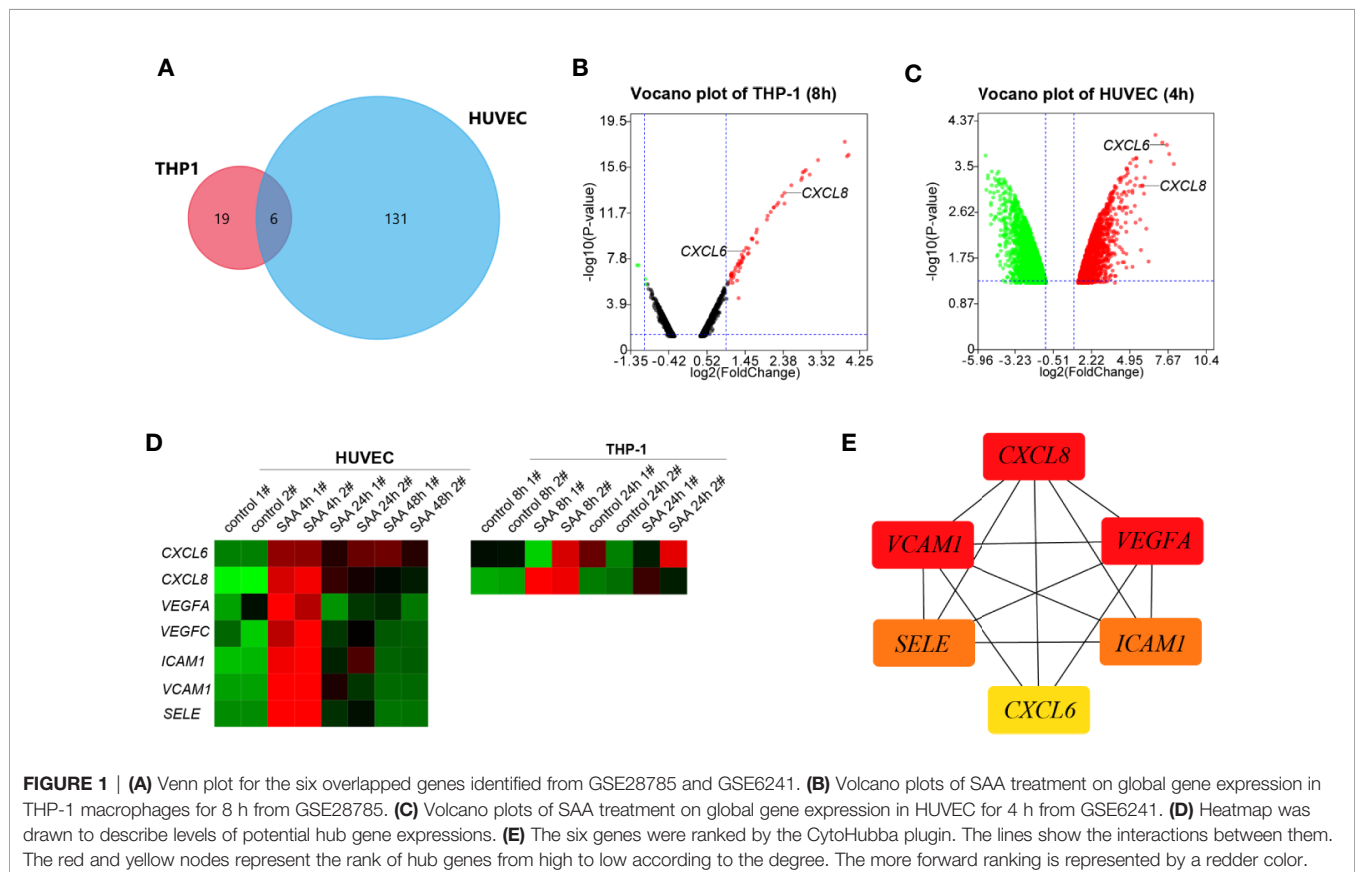 A
THP1
HUVEC
19
6
131
B
Vocano plot of THP-1 (8h)
-log10(P-value)
19.5
15.6
11.7
7.8
3.9
0
CXCL8
CXCL6
-1.35 -0.42 0.52 1.45 2.38 3.32 4.25
log2(FoldChange)
C
Vocano plot of HUVEC (4h)
-log10(P-value)
4.37
3.5
2.62
1.75
0.87
0
CXCL6
CXCL8
-5.96 -3.23 -0.51 2.22 4.95 7.67 10.4
log2(FoldChange)
D
HUVEC
control 1#
control 2#
SAA 4h 1#
SAA 4h 2#
SAA 24h 1#
SAA 24h 2#
SAA 48h 1#
SAA 48h 2#
THP-1
control 8h 1#
control 8h 2#
SAA 8h 1#
SAA 8h 2#
control 24h 1#
control 24h 2#
SAA 24h 1#
SAA 24h 2#
CXCL6
CXCL8
VEGFA
VEGFC
ICAM1
VCAM1
SELE
E
CXCL8
VCAM1
VEGFA
SELE
ICAM1
CXCL6
FIGURE 1 | (A) Venn plot for the six overlapped genes identified from GSE28785 and GSE6241. (B) Volcano plots of SAA treatment on global gene expression in
THP-1 macrophages for 8 h from GSE28785. (C) Volcano plots of SAA treatment on global gene expression in HUVEC for 4 h from GSE6241. (D) Heatmap was
drawn to describe levels of potential hub gene expressions. (E) The six genes were ranked by the CytoHubba plugin. The lines show the interactions between them.
The red and yellow nodes represent the rank of hub genes from high to low according to the degree. The more forward ranking is represented by a redder color.